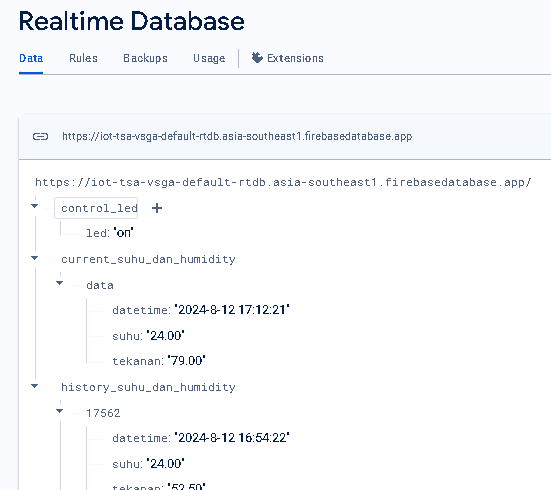 Realtime Database
Data Rules Backups Usage Extensions
https://iot-tsa-vsga-default-rtdb.asia-southeast1.firebasedatabase.app
https://iot-tsa-vsga-default-rtdb.asia-southeast1.firebasedatabase.app/
control_led +
led: "on"
current_suhu_dan_humidity
data
datetime: "2024-8-12 17:12:21"
suhu: "24.00"
tekanan: "79.00"
history_suhu_dan_humidity
17562
datetime: "2024-8-12 16:54:22"
suhu: "24.00"
tekanan: "52.50"